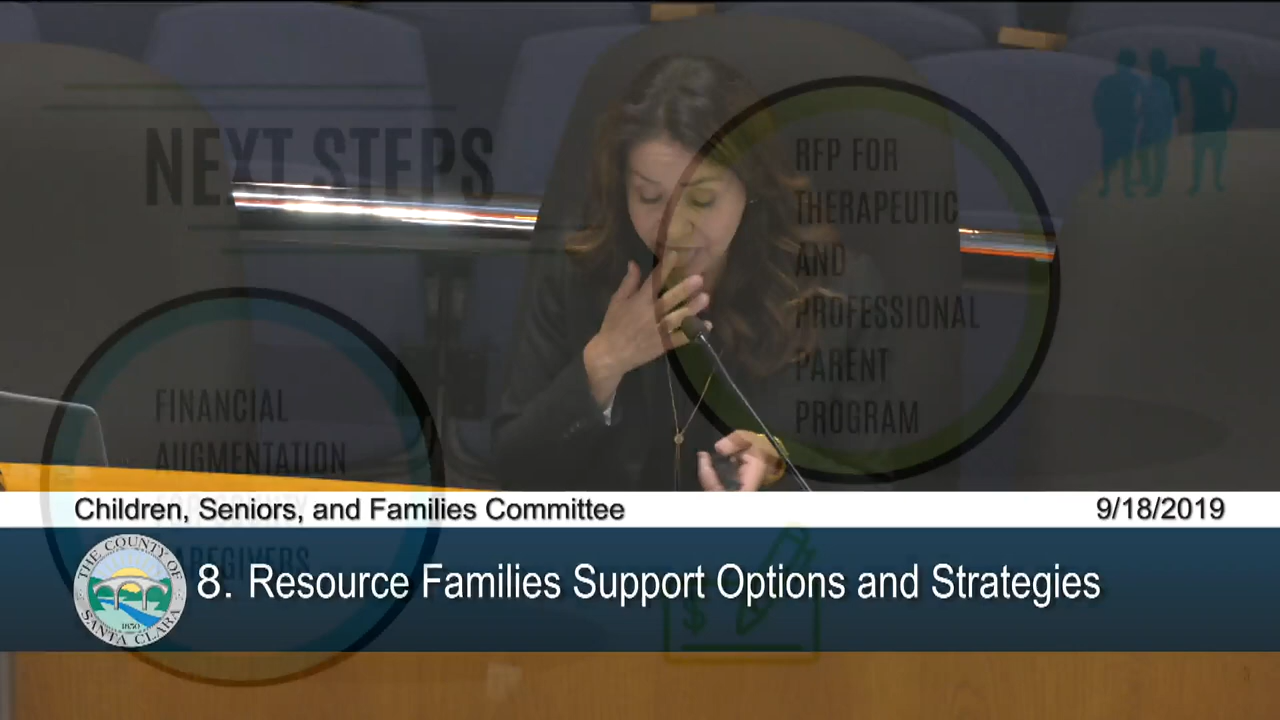 NEXT STEPS
RFP FOR
THERAPEUTIC
AND
PROFESSIONAL
PARENT
PROGRAM
FINANCIAL
AUGMENTATION
CAREGIVERS
Children, Seniors, and Families Committee
9/18/2019
THE COUNTY OF
SANTA CLARA
1850
8. Resource Families Support Options and Strategies
$